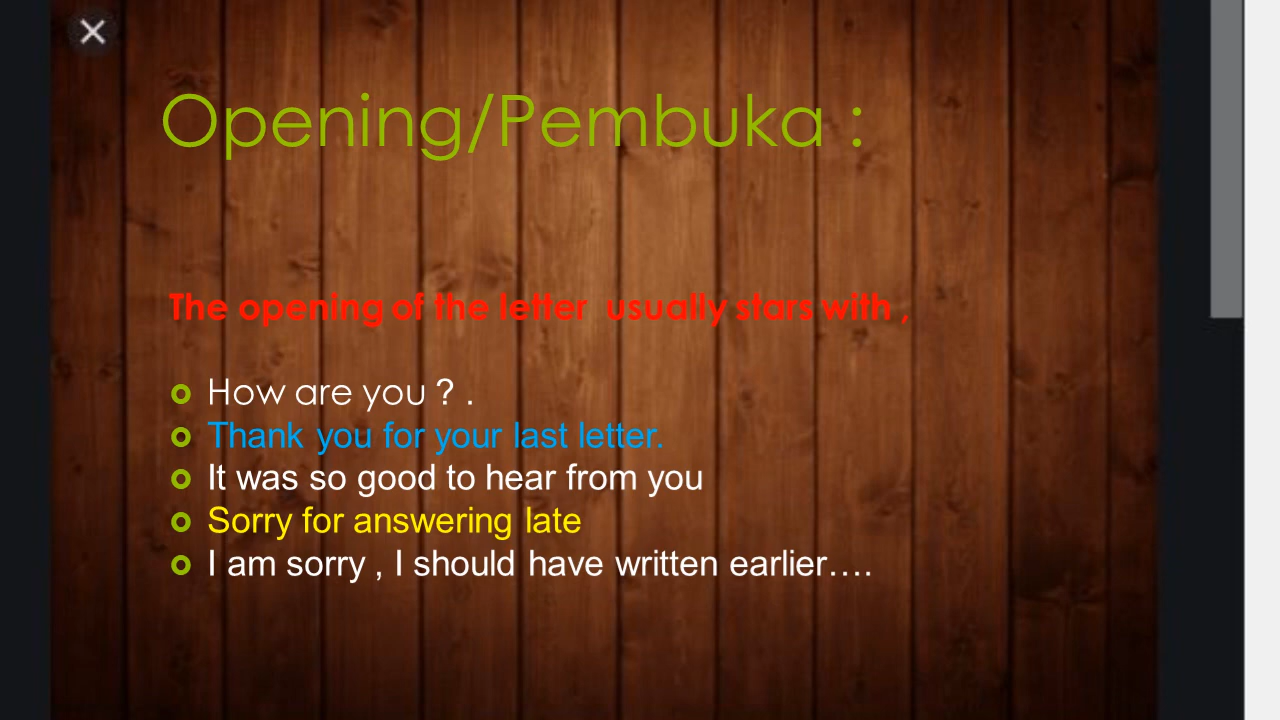 Opening/Pembuka :
The opening of the letter usually stars with ,
How are you ? .
Thank you for your last letter.
It was so good to hear from you
Sorry for answering late
I am sorry , I should have written earlier….